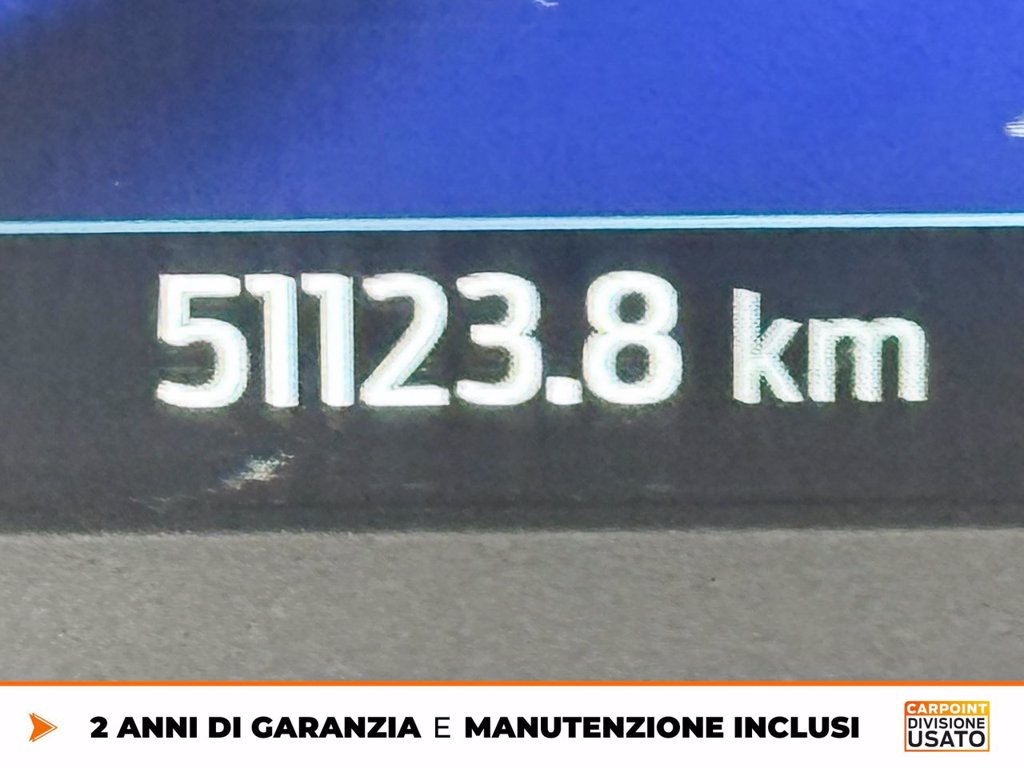 51123.8 km
2 ANNI DI GARANZIA E MANUTENZIONE INCLUSI
CARPOINT
DIVISIONE
USATO